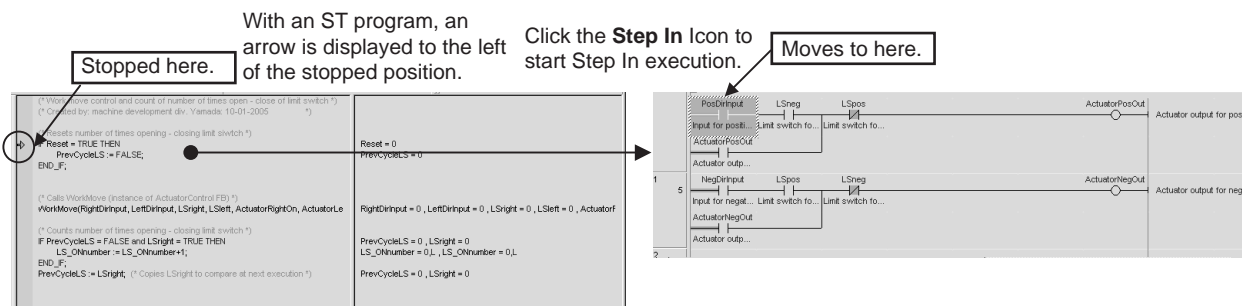 With an ST program, an
arrow is displayed to the left
of the stopped position.
Click the Step In Icon to
start Step In execution.
Stopped here.
Moves to here.
(* Workmove control and count of number of times open - close of limit switch *)
(* Created by: machine development div. Yamada: 10-01-2005 *)
(* Resets number of times opening - closing limit siwtch *)
IF Reset = TRUE THEN
PrevCycleLS := FALSE;
END_IF;
Reset = 0
PrevCycleLS = 0
(* Calls WorkMove (Instance of ActuatorControl FB) *)
WorkMove(RightDirInput, LeftDirInput, LSright, LSleft, ActuatorRightOn, ActuatorLe
RightDirInput = 0 , LeftDirInput = 0 , LSright = 0 , LSleft = 0 , ActuatorF
(* Counts number of times opening - closing limit switch *)
IF PrevCycleLS = FALSE and LSright = TRUE THEN
LS_ONnumber := LS_ONnumber+1;
END_IF;
PrevCycleLS := LSright; (* Copies LSright to compare at next execution *)
PrevCycleLS = 0 , LSright = 0
LS_ONnumber = 0,L , LS_ONnumber = 0,L
PrevCycleLS = 0 , LSright = 0
PosDirInput LSneg LSpos ActuatorPosOut
Input for positi... Limit switch fo... Limit switch fo... Actuator output for pos
ActuatorPosOut
Actuator outp...
1
5
NegDirInput LSpos LSneg ActuatorNegOut
Input for negat... Limit switch fo... Limit switch fo... Actuator output for neg
ActuatorNegOut
Actuator outp...
2